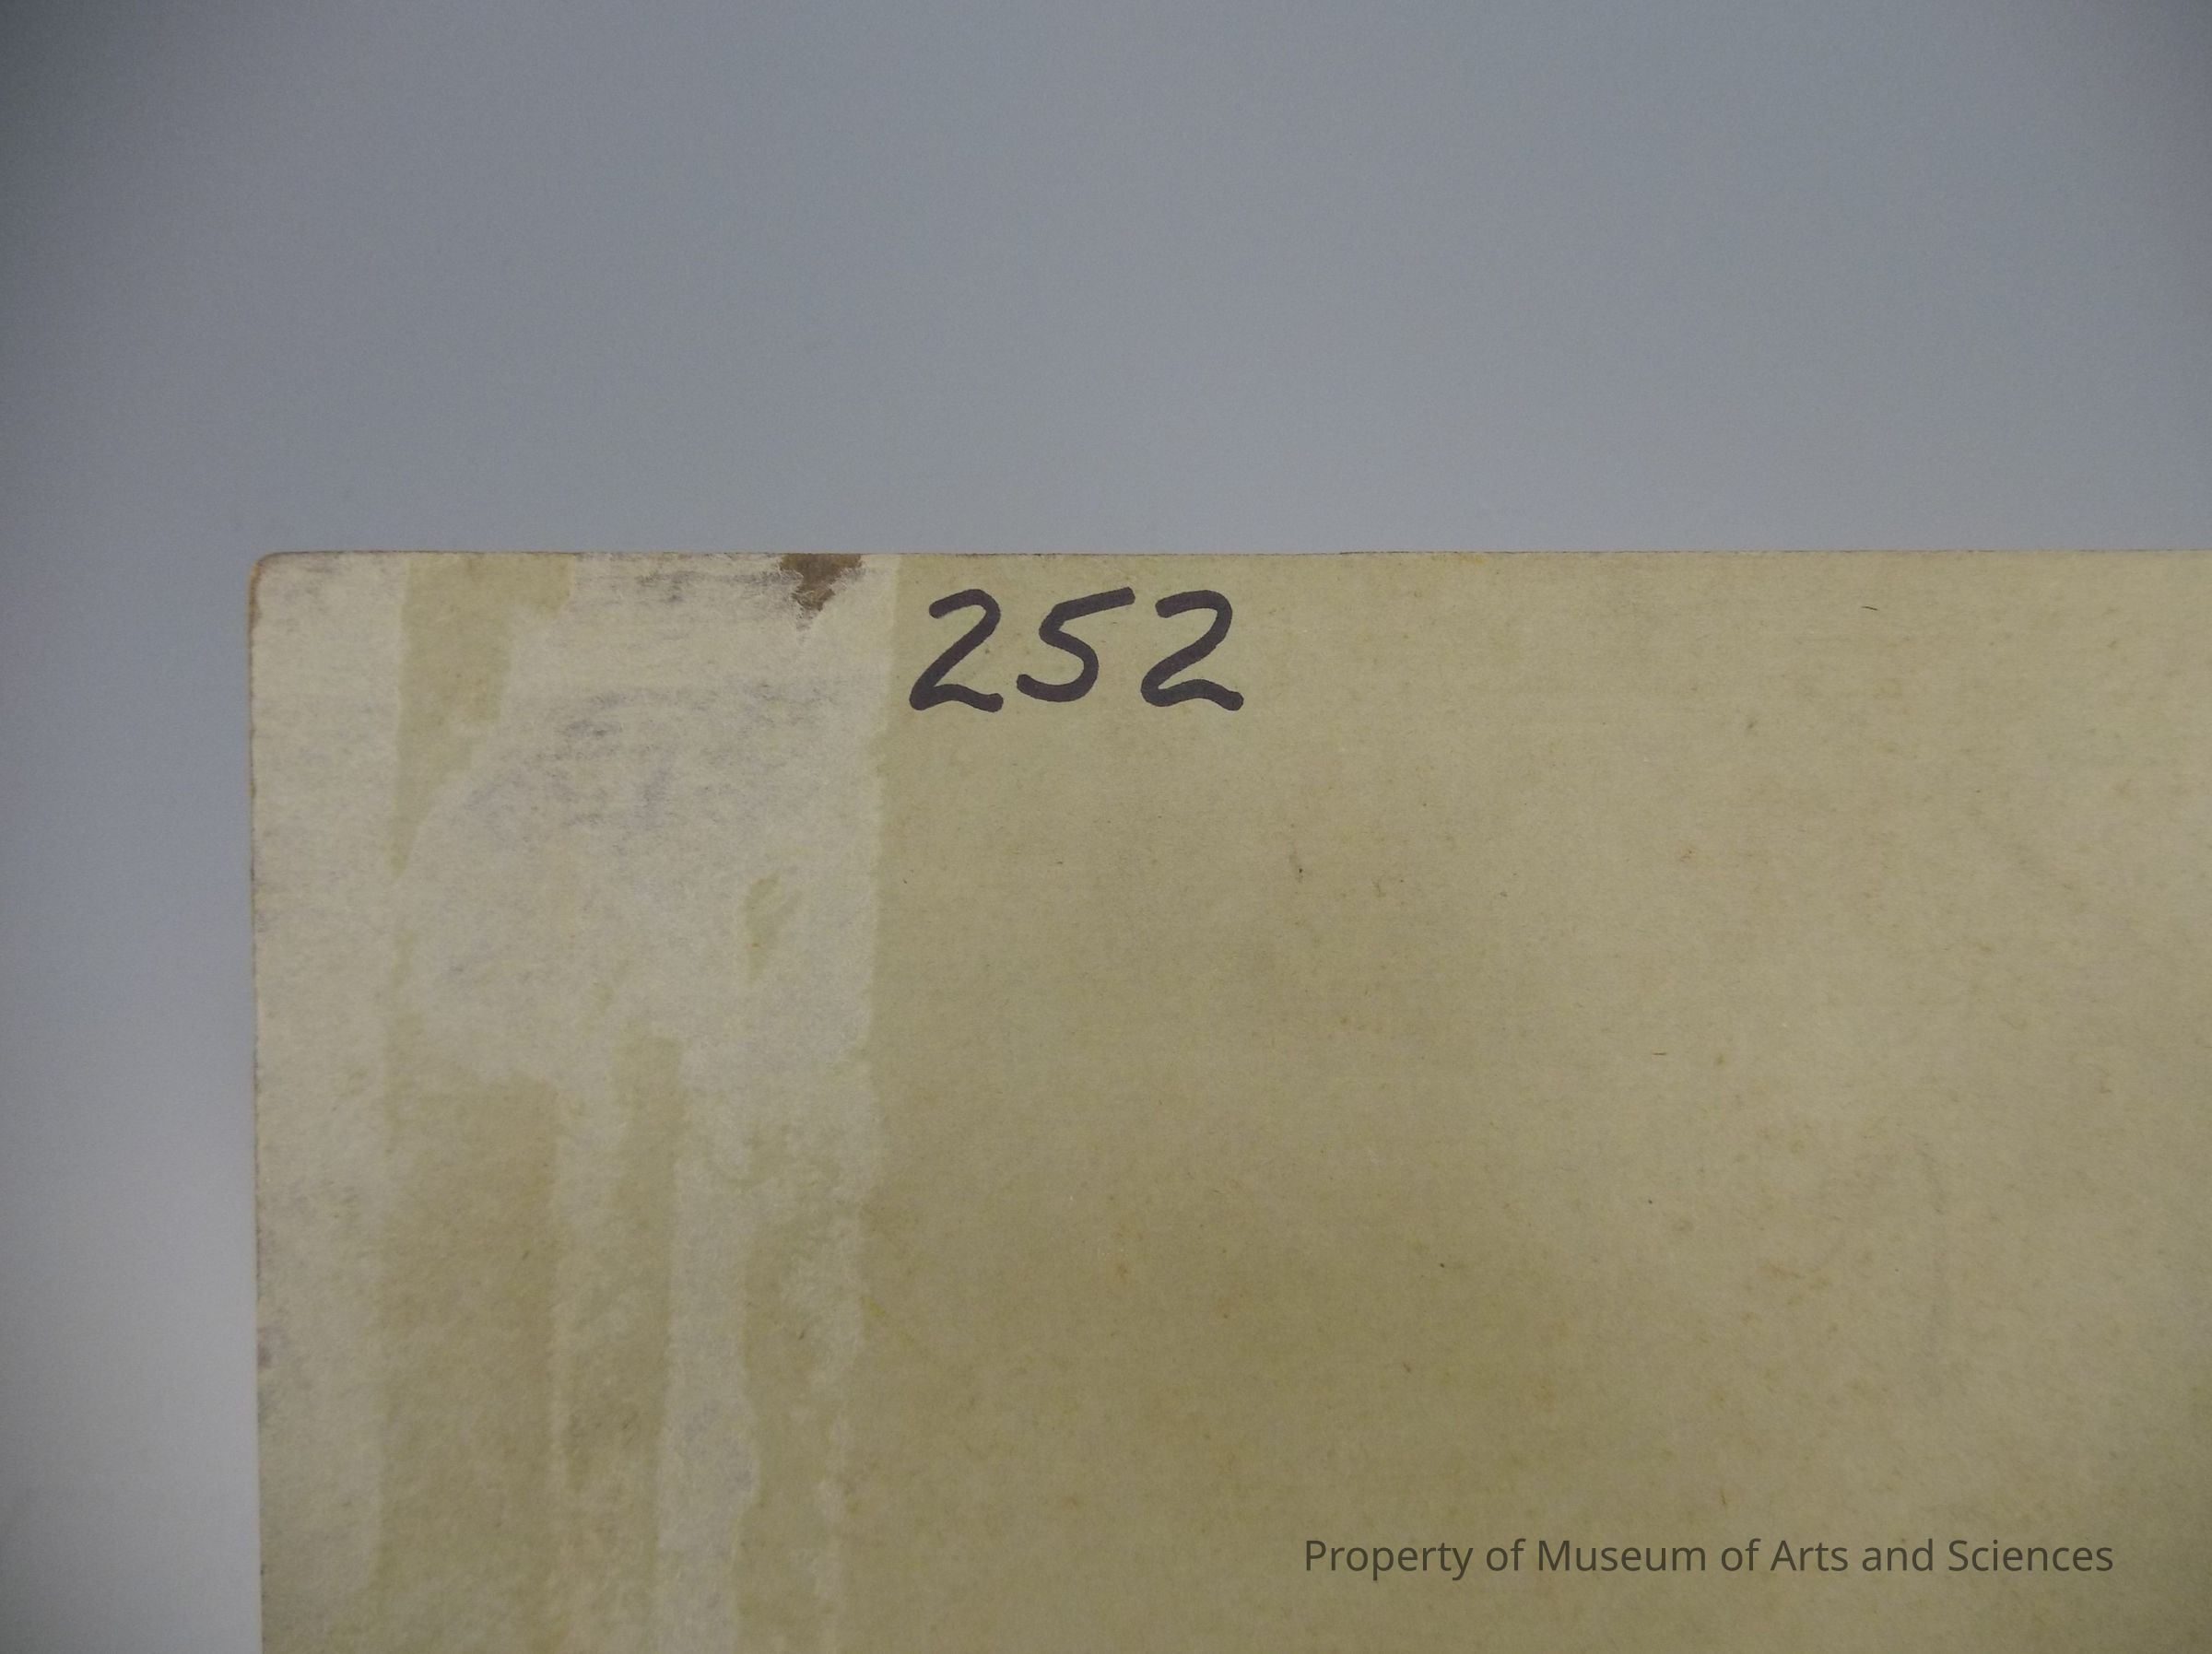 252
Property of Museum of Arts and Sciences